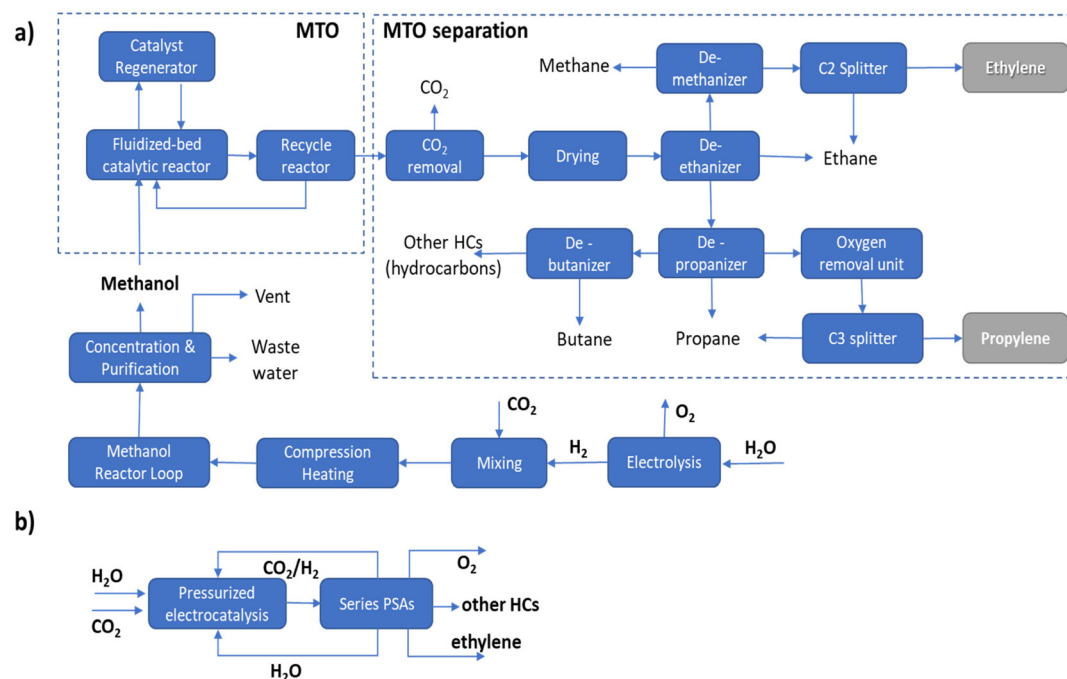 a)
MTO
Catalyst
Regenerator
Fluidized-bed
catalytic reactor
Recycle
reactor
MTO separation
Methane
De-
methanizer
C2 Splitter
Ethylene
CO₂
CO₂
removal
Drying
De-
ethanizer
Ethane
Other HCs
(hydrocarbons)
De -
butanizer
De -
propanizer
Oxygen
removal unit
Butane
Propane
C3 splitter
Propylene
Methanol
Vent
Concentration &
Purification
Waste
water
Methanol
Reactor Loop
Compression
Heating
CO₂
Mixing
H₂
O₂
Electrolysis
H₂O
b)
H₂O
CO₂
Pressurized
electrocatalysis
CO₂/H₂
Series PSAs
O₂
other HCs
ethylene
H₂O